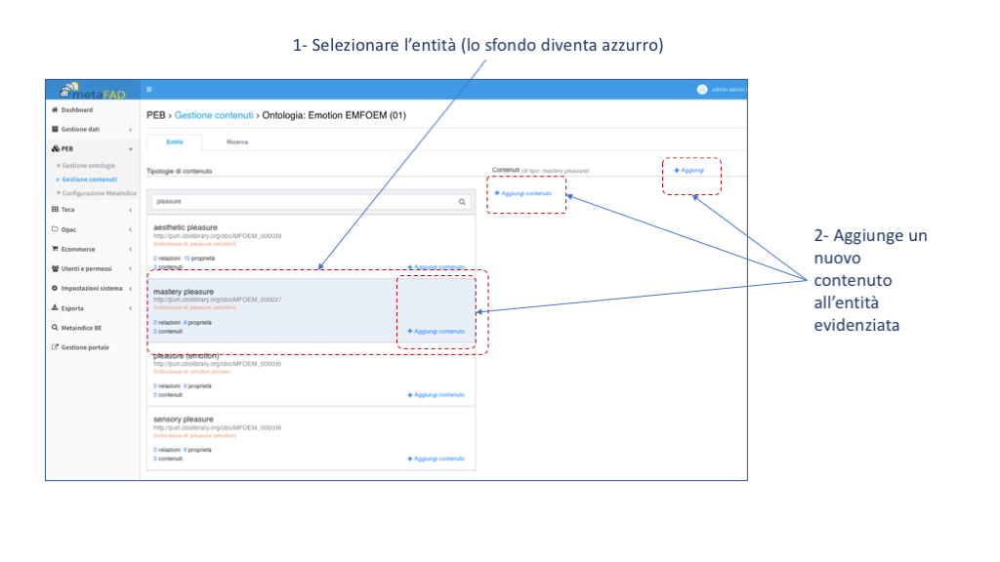 1- Selezionare l'entità (lo sfondo diventa azzurro)
metaFAD
admin admin
Dashboard
Gestione dati
PEB
Gestione ontologie
Gestione contenuti
Configurazione Metaindice
Teca
Opac
Ecommerce
Utenti e permessi
Impostazioni sistema
Esporta
Metaindice BE
Gestione portale
PEB › Gestione contenuti › Ontologia: Emotion EMFOEM (01)
Entità Ricerca
Tipologie di contenuto
pleasure
aesthetic pleasure
http://purl.obolibrary.org/obo/MFOEM_000039
Sottoclasse di: pleasure (emotion)
2 relazioni 10 proprietà
2 contenuti
+ Aggiungi contenuto
mastery pleasure
http://purl.obolibrary.org/obo/MFOEM_000037
Sottoclasse di: pleasure (emotion)
0 relazioni 8 proprietà
0 contenuti
+ Aggiungi contenuto
pleasure (emotion)
http://purl.obolibrary.org/obo/MFOEM_000035
Sottoclasse di: emotion process
0 relazioni 8 proprietà
0 contenuti
+ Aggiungi contenuto
sensory pleasure
http://purl.obolibrary.org/obo/MFOEM_000036
Sottoclasse di: pleasure (emotion)
0 relazioni 8 proprietà
0 contenuti
+ Aggiungi contenuto
Contenuti (di tipo: mastery pleasure)
+ Aggiungi
+ Aggiungi contenuto
2- Aggiunge un
nuovo
contenuto
all'entità
evidenziata